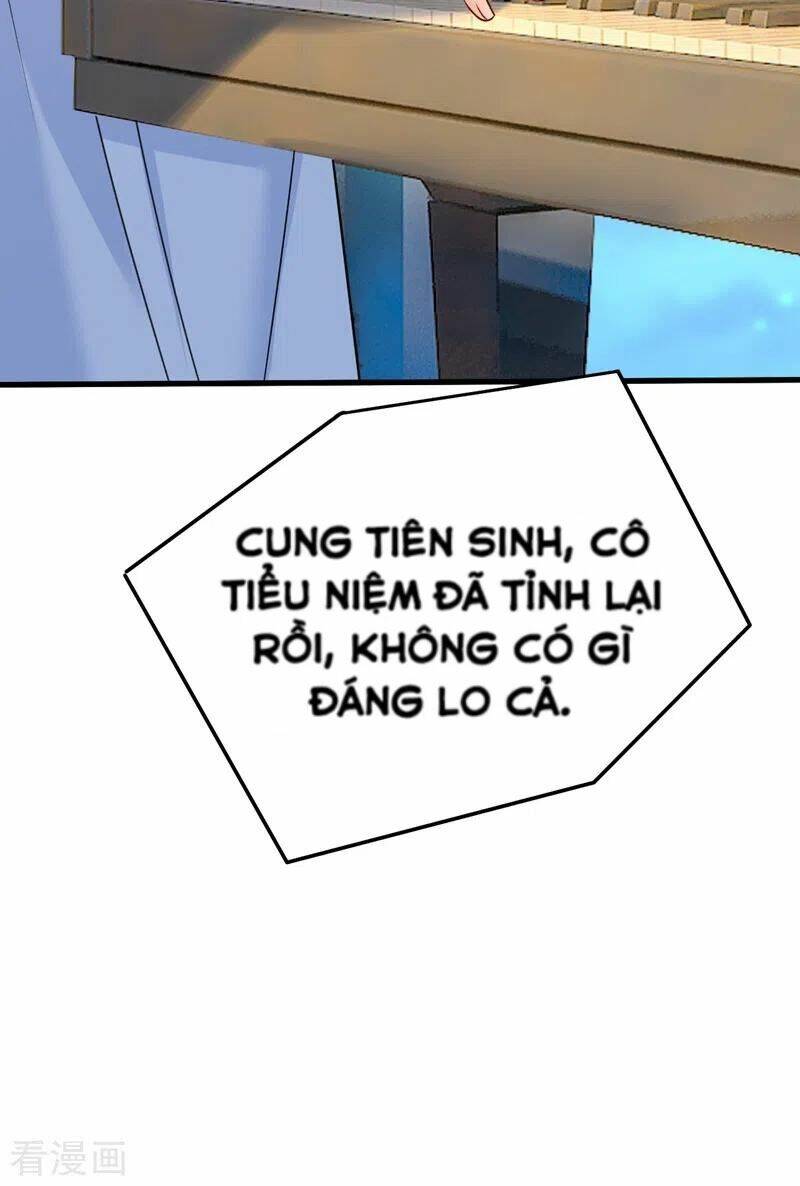 CUNG TIÊN SINH, CÔ
TIỂU NIỆM ĐÃ TỈNH LẠI
RỒI, KHÔNG CÓ GÌ
ĐÁNG LO CẢ.
看漫画